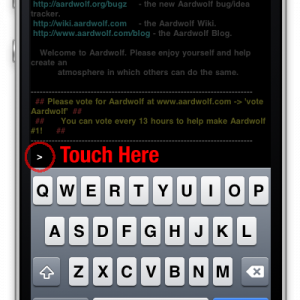 http://www.aardwolf.org/bugz - the new Aardwolf bug/idea
tracker.
http://wiki.aardwolf.com - the Aardwolf Wiki.
http://www.aardwolf.com/blog - the Aardwolf Blog.
Welcome to Aardwolf. Please enjoy yourself and help
create an
atmosphere in which others can do the same.
---------------------------------------------------------------
## Please vote for Aardwolf at www.aardwolf.com -> 'vote
Aardwolf' ##
## You can vote every 13 hours to help make Aardwolf
#1! ##
---------------------------------------------------------------
> Touch Here
Q W E R T Y U I O P
A S D F G H J K L
Z X C V B N M